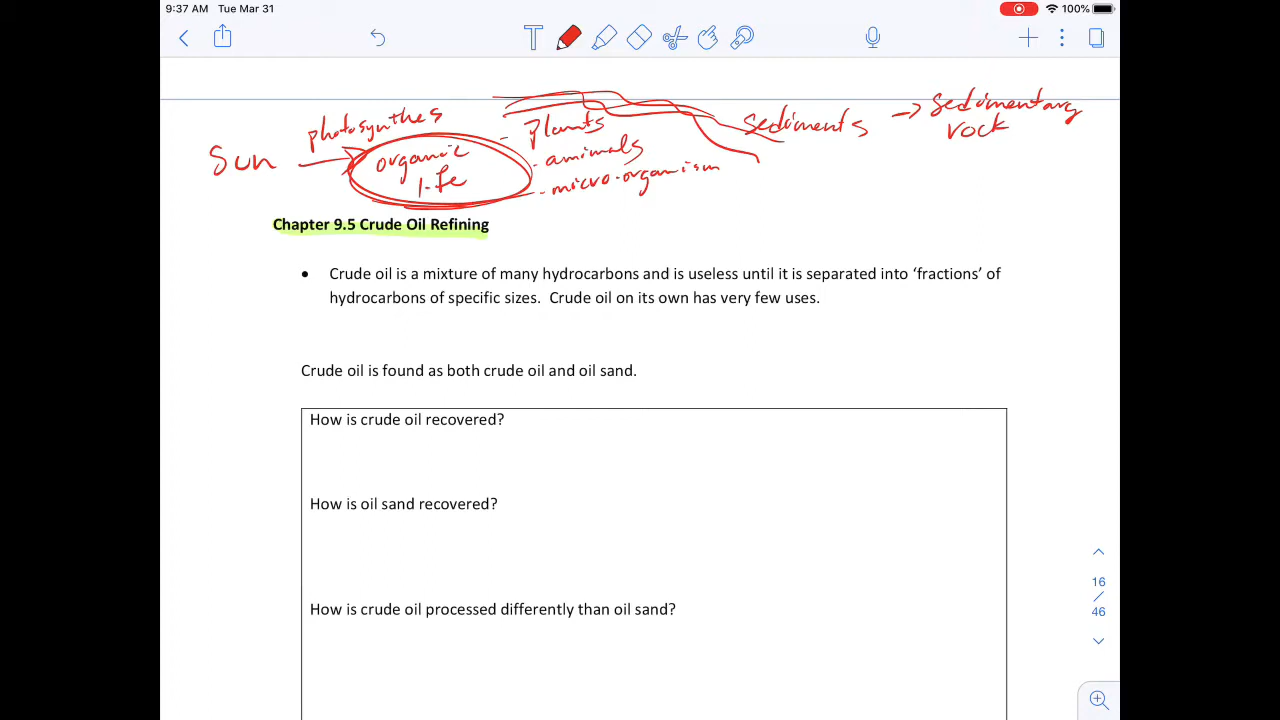 9:37 AM Tue Mar 31
100%
T
Sun
photosynthes
organic
life
- plants
- animals
- micro-organism
sediments
→ sedimentary
rock
Chapter 9.5 Crude Oil Refining
• Crude oil is a mixture of many hydrocarbons and is useless until it is separated into ‘fractions’ of
hydrocarbons of specific sizes. Crude oil on its own has very few uses.
Crude oil is found as both crude oil and oil sand.
How is crude oil recovered?
How is oil sand recovered?
How is crude oil processed differently than oil sand?
16
/
46